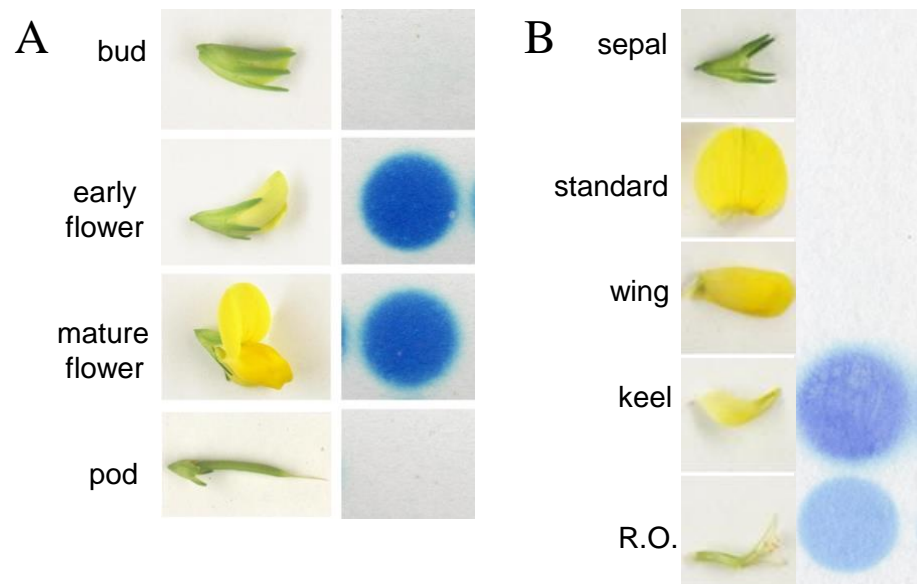 A
bud
early
flower
mature
flower
pod
B
sepal
standard
wing
keel
R.O.